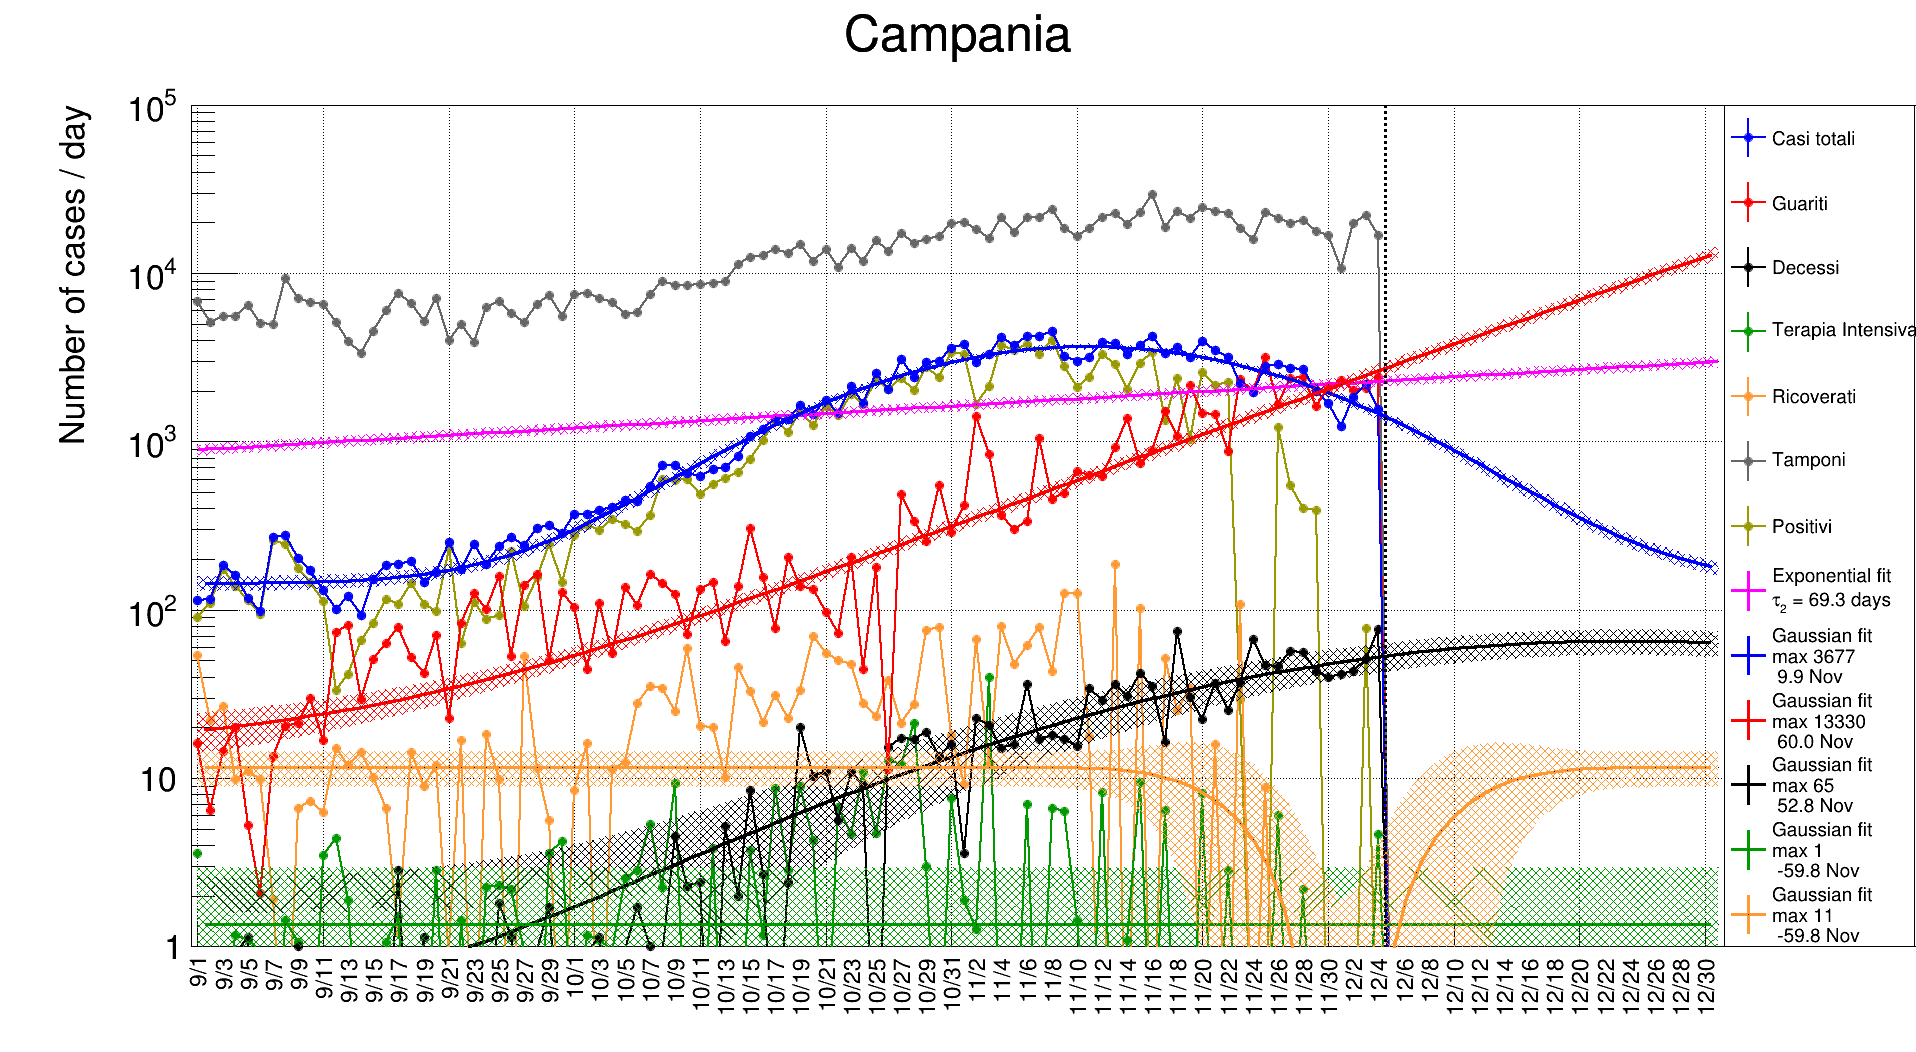 Campania
Number of cases / day
10^5
10^4
10^3
10^2
10
1
9/1
9/3
9/5
9/7
9/9
9/11
9/13
9/15
9/17
9/19
9/21
9/23
9/25
9/27
9/29
10/1
10/3
10/5
10/7
10/9
10/11
10/13
10/15
10/17
10/19
10/21
10/23
10/25
10/27
10/29
10/31
11/2
11/4
11/6
11/8
11/10
11/12
11/14
11/16
11/18
11/20
11/22
11/24
11/26
11/28
11/30
12/2
12/4
12/6
12/8
12/10
12/12
12/14
12/16
12/18
12/20
12/22
12/24
12/26
12/28
12/30
Casi totali
Guariti
Decessi
Terapia Intensiva
Ricoverati
Tamponi
Positivi
Exponential fit
τ₂ = 69.3 days
Gaussian fit
max 3677
9.9 Nov
Gaussian fit
max 13330
60.0 Nov
Gaussian fit
max 65
52.8 Nov
Gaussian fit
max 1
-59.8 Nov
Gaussian fit
max 11
-59.8 Nov